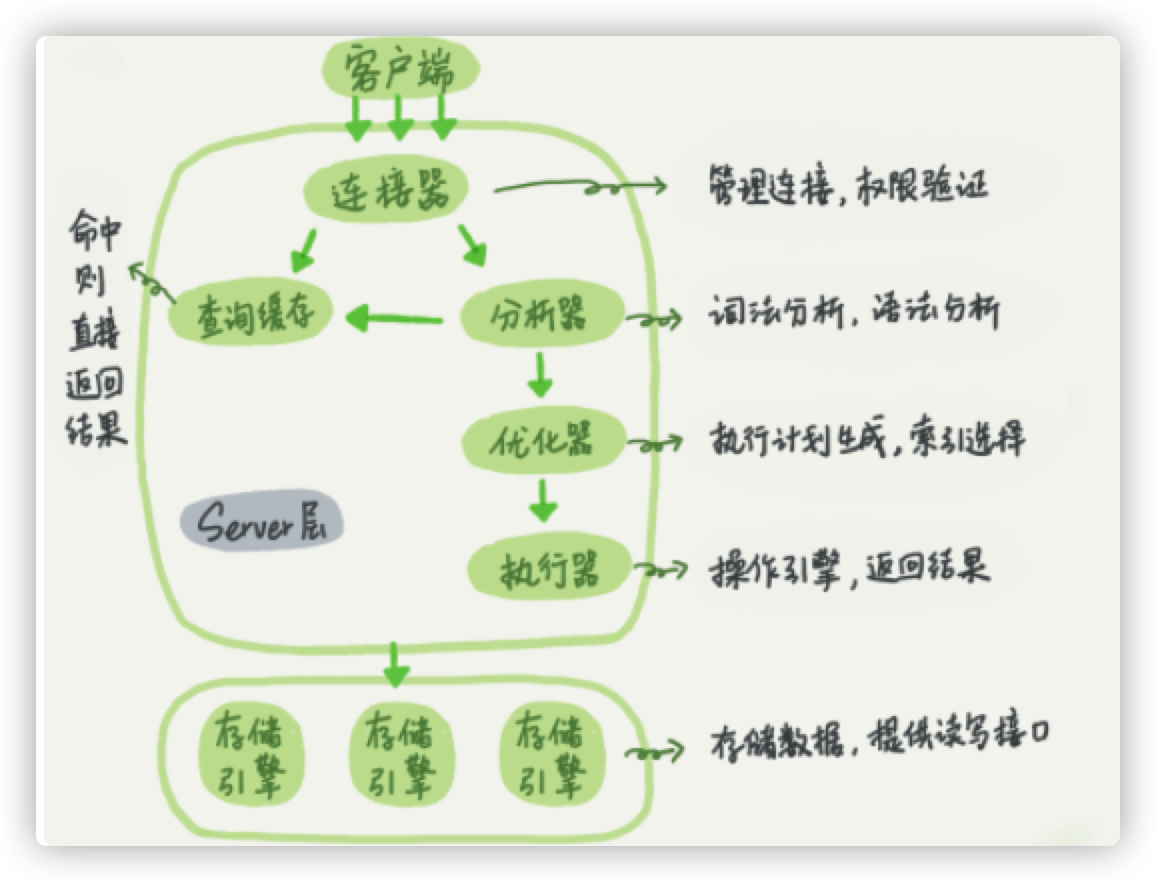 客户端
连接器
管理连接,权限验证
命中
则
直接
返回
结果
查询缓存
分析器
词法分析,语法分析
优化器
执行计划生成,索引选择
Server层
执行器
操作引擎,返回结果
存储
引擎
存储
引擎
存储
引擎
存储数据,提供读写接口